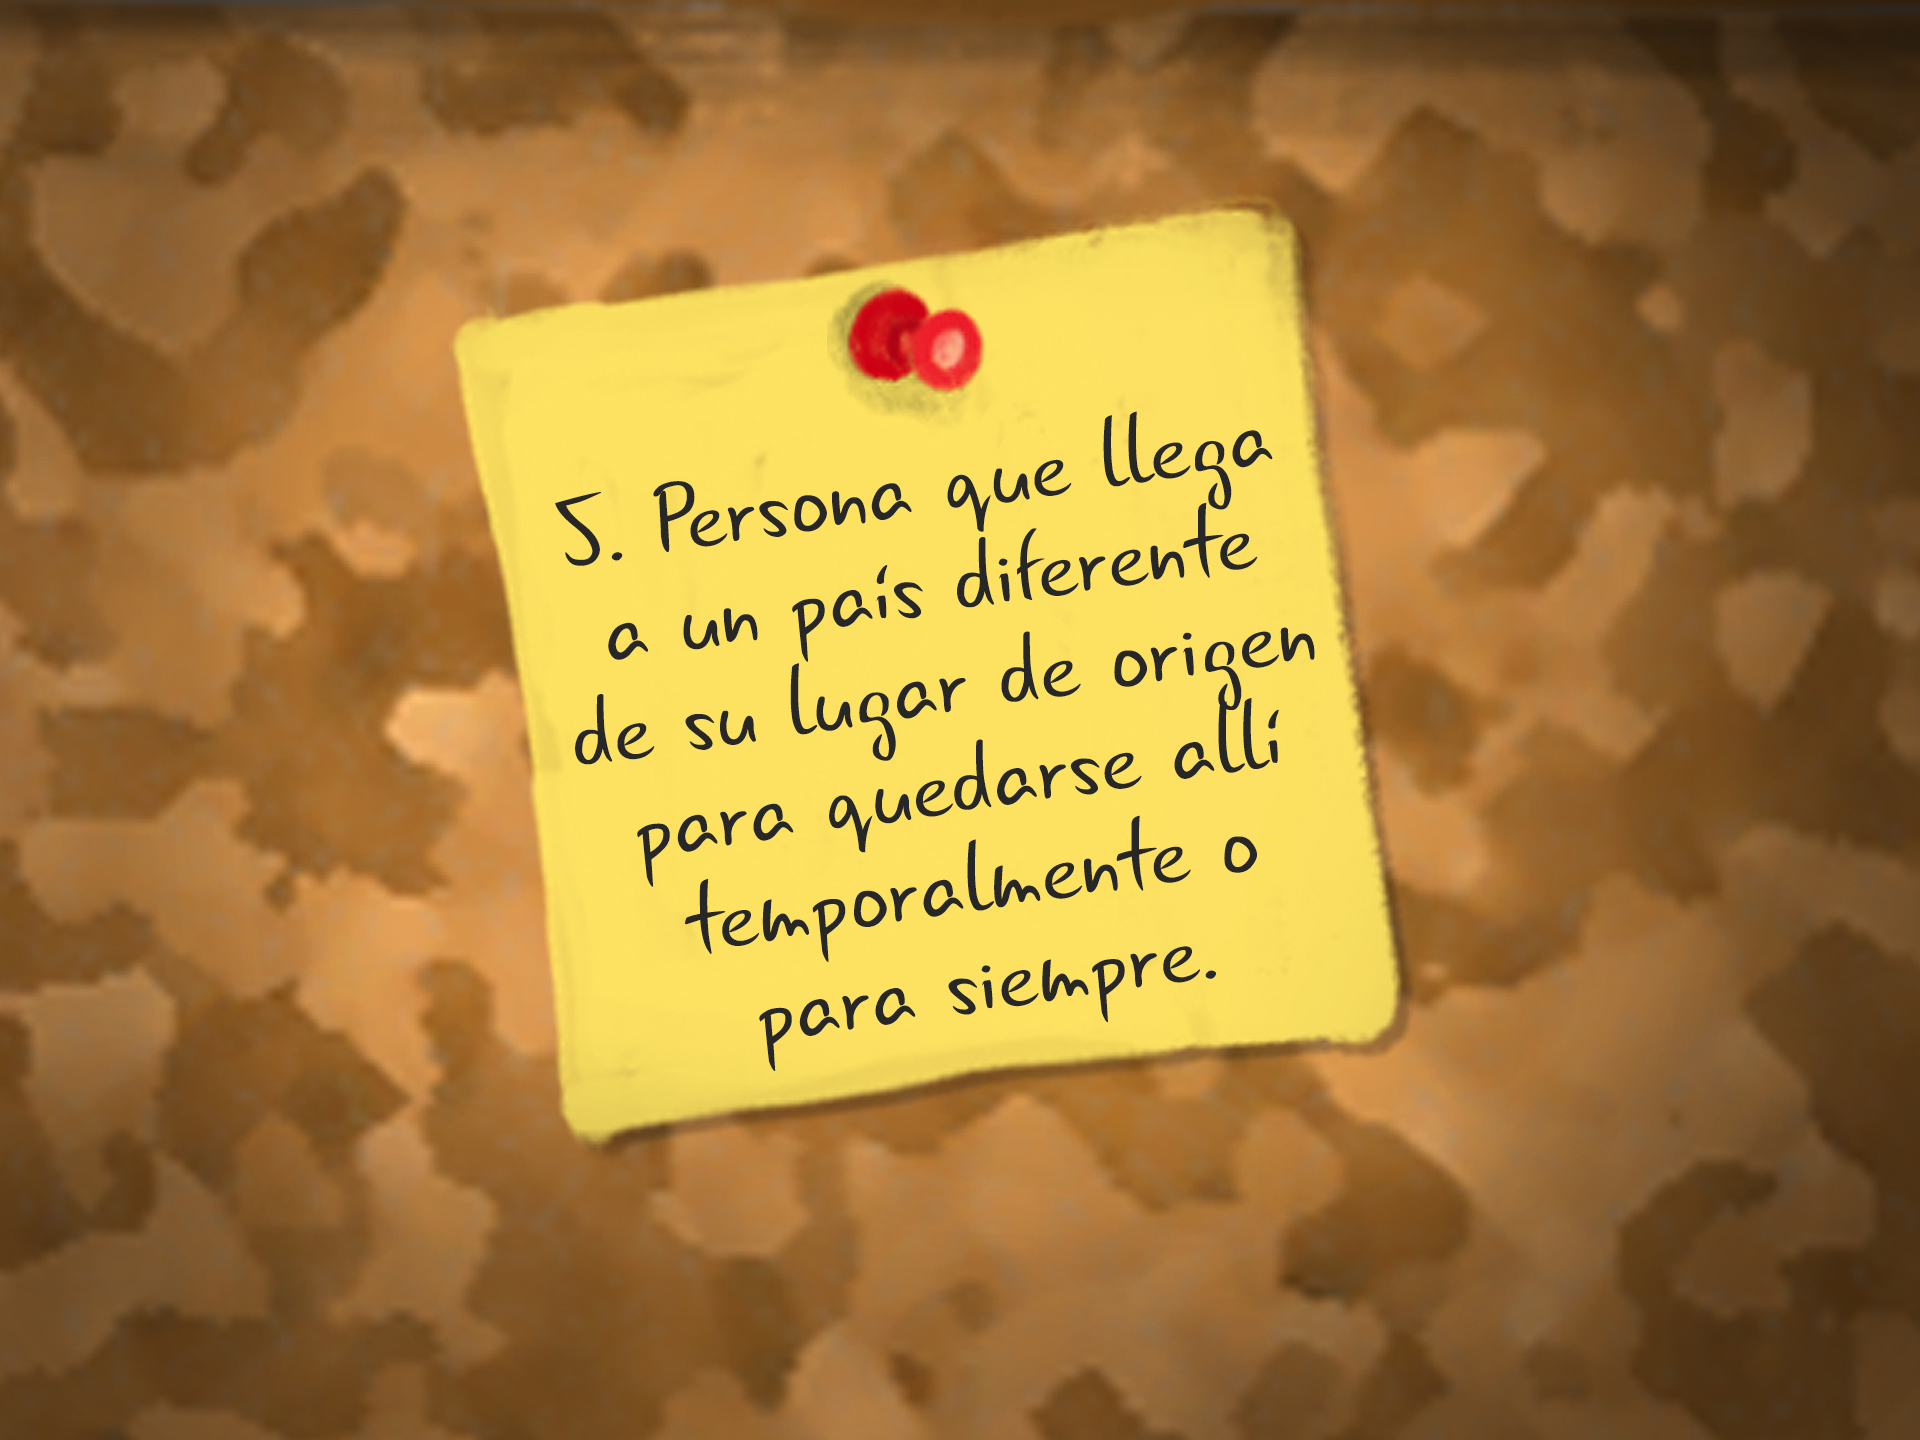 5. Persona que llega
a un país diferente
de su lugar de origen
para quedarse allí
temporalmente o
para siempre.